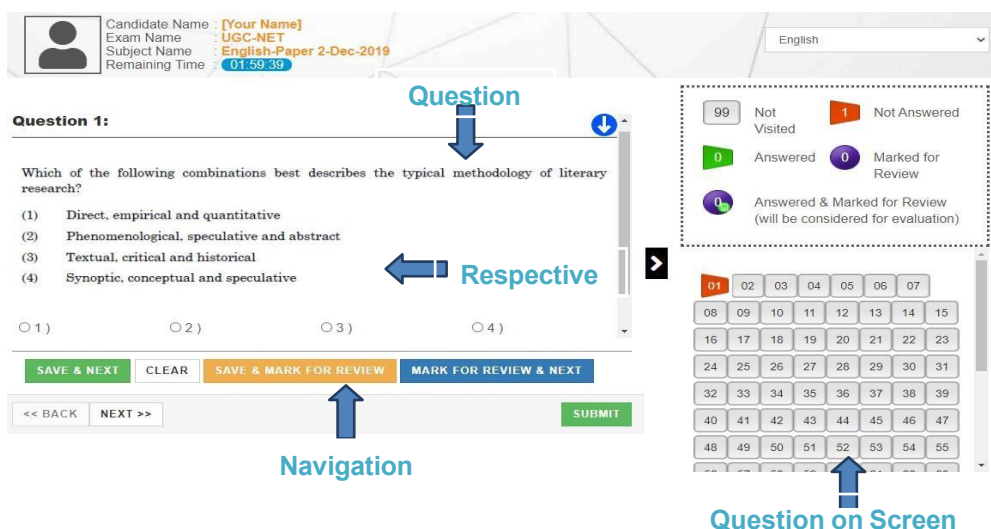 Candidate Name : [Your Name]
Exam Name : UGC-NET
Subject Name : English-Paper 2-Dec-2019
Remaining Time : 01:59:39
English
Question
Question 1:
Which of the following combinations best describes the typical methodology of literary
research?
(1) Direct, empirical and quantitative
(2) Phenomenological, speculative and abstract
(3) Textual, critical and historical
(4) Synoptic, conceptual and speculative
Respective
1 )
2 )
3 )
4 )
SAVE & NEXT
CLEAR
SAVE & MARK FOR REVIEW
MARK FOR REVIEW & NEXT
<< BACK
NEXT >>
SUBMIT
Navigation
99 Not
Visited
1 Not Answered
0 Answered
0 Marked for
Review
0 Answered & Marked for Review
(will be considered for evaluation)
01 02 03 04 05 06 07
08 09 10 11 12 13 14 15
16 17 18 19 20 21 22 23
24 25 26 27 28 29 30 31
32 33 34 35 36 37 38 39
40 41 42 43 44 45 46 47
48 49 50 51 52 53 54 55
Question on Screen